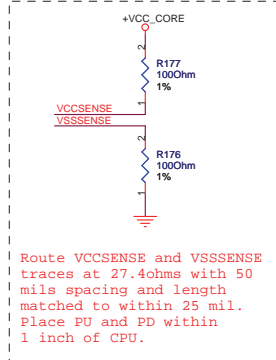 +VCC_CORE
2
R177
100Ohm
1%
1
VCCSENSE
VSSSENSE
2
R176
100Ohm
1%
1
Route VCCSENSE and VSSSENSE
traces at 27.4ohms with 50
mils spacing and length
matched to within 25 mil.
Place PU and PD within
1 inch of CPU.